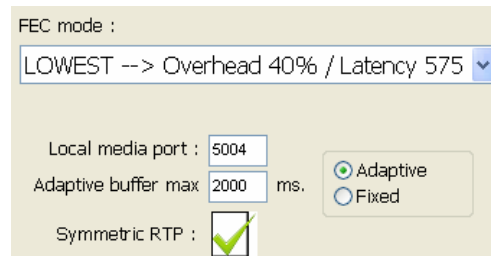 FEC mode :
LOWEST --> Overhead 40% / Latency 575
Local media port : 5004
Adaptive buffer max 2000 ms.
Adaptive
Fixed
Symmetric RTP :